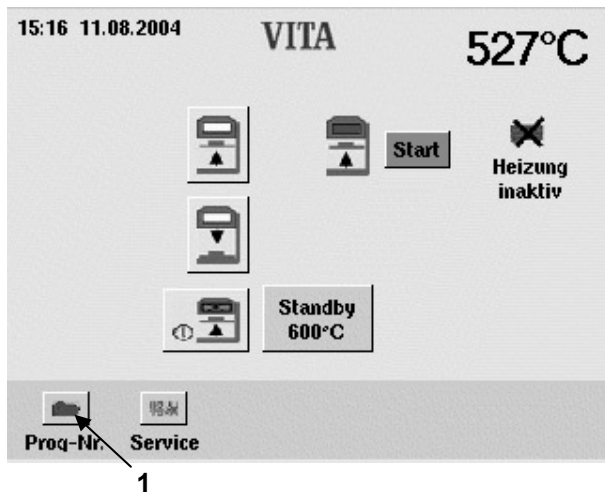 15:16 11.08.2004
VITA
527°C
Start
Heizung
inaktiv
Standby
600°C
Prog-Nr.
Service
1